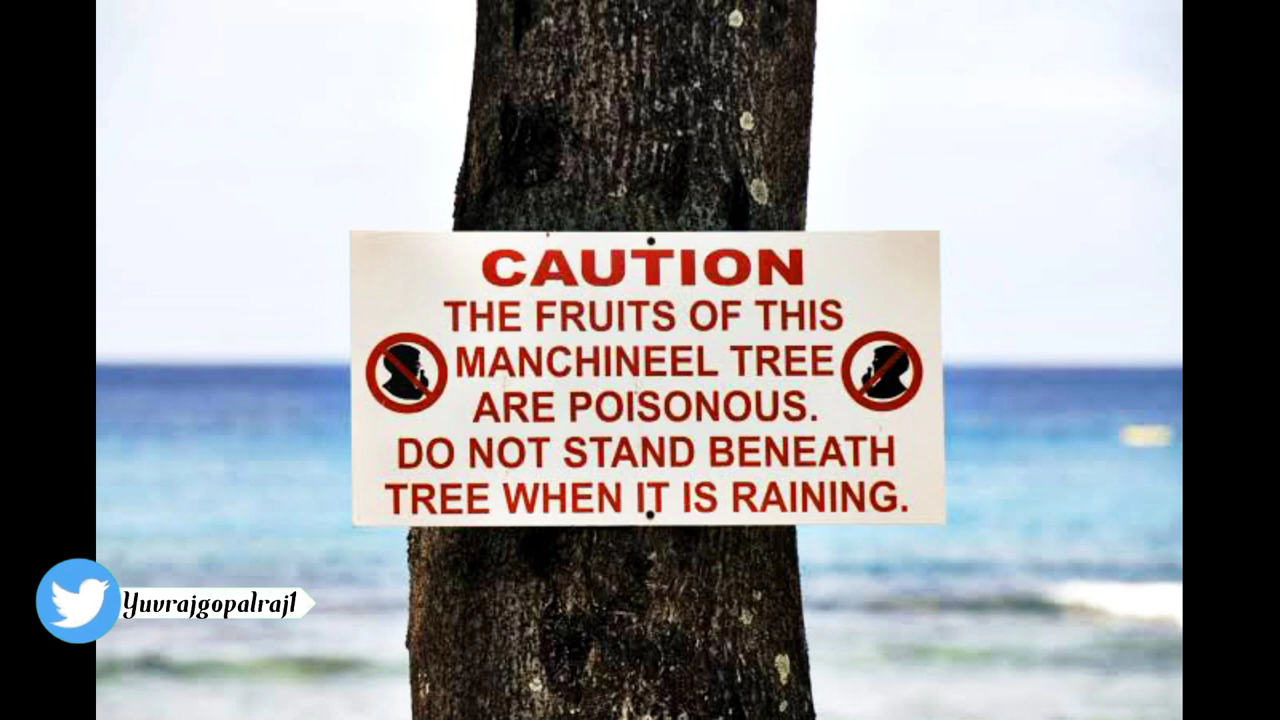 CAUTION
THE FRUITS OF THIS
MANCHINEEL TREE
ARE POISONOUS.
DO NOT STAND BENEATH
TREE WHEN IT IS RAINING.
Yuvrajgopalraj1